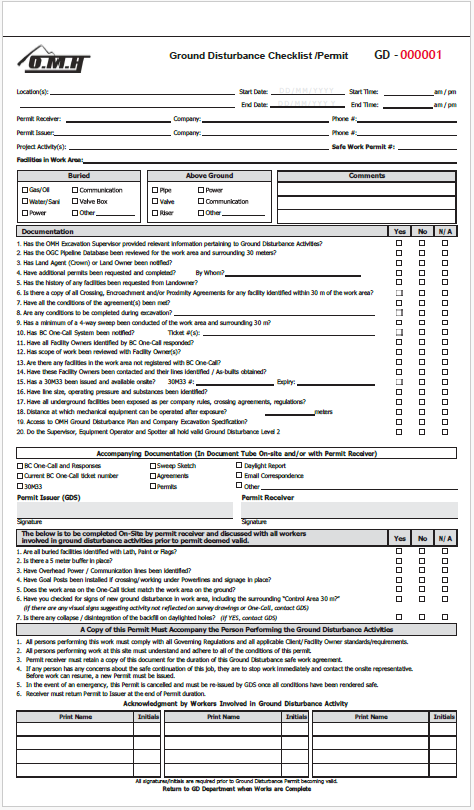 O.M.H
Ground Disturbance Checklist /Permit GD - 000001
Location(s): Start Date: DD/MM/YYYY Start Time: am / pm
End Date: DD/MM/YYYY End Time: am / pm
Permit Receiver: Company: Phone #:
Permit Issuer: Company: Phone #:
Project Activity(s): Safe Work Permit #:
Facilities in Work Area:
Buried Above Ground Comments
Gas/Oil Communication Pipe Power
Water/Sani Valve Box Valve Communication
Power Other Riser Other
Documentation Yes No N/A
1. Has the OMH Excavation Supervisor provided relevant information pertaining to Ground Disturbance Activities?
2. Has the OGC Pipeline Database been reviewed for the work area and surrounding 30 meters?
3. Has Land Agent (Crown) or Land Owner been notified?
4. Have additional permits been requested and completed? By Whom?
5. Has the history of any facilities been requested from Landowner?
6. Is there a copy of all Crossing, Encroachment and/or Proximity Agreements for any facility identified within 30 m of the work area?
7. Have all the conditions of the agreement(s) been met?
8. Are any conditions to be completed during excavation?
9. Has a minimum of a 4-way sweep been conducted of the work area and surrounding 30 m?
10. Has BC One-Call System been notified? Ticket #(s):
11. Have all Facility Owners identified by BC One-Call responded?
12. Has scope of work been reviewed with Facility Owner(s)?
13. Are there any facilities in the work area not registered with BC One-Call?
14. Have these Facility Owners been contacted and their lines identified / As-builts obtained?
15. Has a 30M33 been issued and available onsite? 30M33 #: Expiry:
16. Have line size, operating pressure and substances been identified?
17. Have all underground facilities been exposed as per company rules, crossing agreements, regulations?
18. Distance at which mechanical equipment can be operated after exposure? meters
19. Access to OMH Ground Disturbance Plan and Company Excavation Specification?
20. Do the Supervisor, Equipment Operator and Spotter all hold valid Ground Disturbance Level 2
Accompanying Documentation (In Document Tube On-site and/or with Permit Receiver)
BC One-Call and Responses Sweep Sketch Daylight Report
Current BC One-Call ticket number Agreements Email Correspondence
30M33 Permits Other
Permit Issuer (GDS) Permit Receiver
Signature Signature
The below is to be completed On-Site by permit receiver and discussed with all workers
involved in ground disturbance activities prior to permit deemed valid. Yes No N/A
1. Are all buried facilities identified with Lath, Paint or Flags?
2. Is there a 5 meter buffer in place?
3. Have Overhead Power / Communication lines been identified?
4. Have Goal Posts been installed if crossing/working under Powerlines and signage in place?
5. Does the work area on the One-Call ticket match the work area on the ground?
6. Have you checked for signs of new ground disturbance in work area, including the surrounding "Control Area 30 m?"
(if there are any visual signs suggesting activity not reflected on survey drawings or One-Call, contact GDS)
7. Is there any collapse / disintegration of the backfill on daylighted holes? (if YES, contact GDS)
A Copy of this Permit Must Accompany the Person Performing the Ground Disturbance Activities
1. All persons performing this work must comply with all Governing Regulations and all applicable Client/ Facility Owner standards/requirements.
2. All persons performing work at this site must understand and adhere to all of the conditions of this permit.
3. Permit receiver must retain a copy of this document for the duration of this Ground Disturbance safe work agreement.
4. If any person has any concerns about the safe continuation of this job, they are to stop work immediately and contact the onsite representative.
Before work can resume, a new Permit must be issued.
5. In the event of an emergency, this Permit is cancelled and must be re-issued by GDS once all conditions have been rendered safe.
6. Receiver must return Permit to Issuer at the end of Permit duration.
Acknowledgment by Workers Involved in Ground Disturbance Activity
Print Name Initials Print Name Initials Print Name Initials
All signatures/initials are required prior to Ground Disturbance Permit becoming valid.
Return to GD Department when Works are Complete